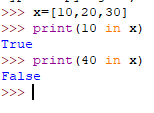 >>> x=[10,20,30]
>>> print(10 in x)
True
>>> print(40 in x)
False
>>>